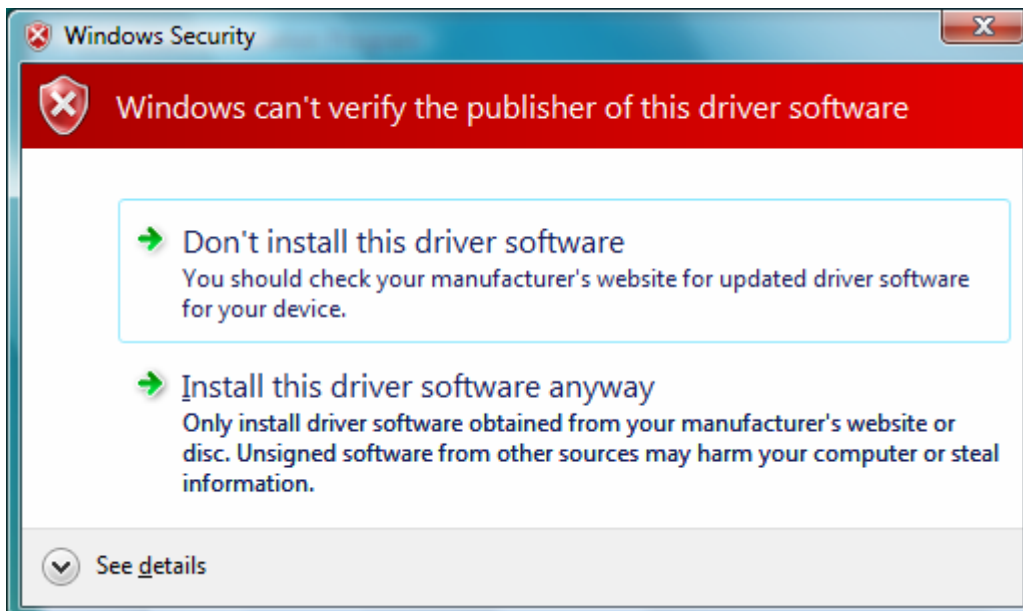 Windows Security
Windows can't verify the publisher of this driver software
Don't install this driver software
You should check your manufacturer's website for updated driver software
for your device.
Install this driver software anyway
Only install driver software obtained from your manufacturer's website or
disc. Unsigned software from other sources may harm your computer or steal
information.
See details